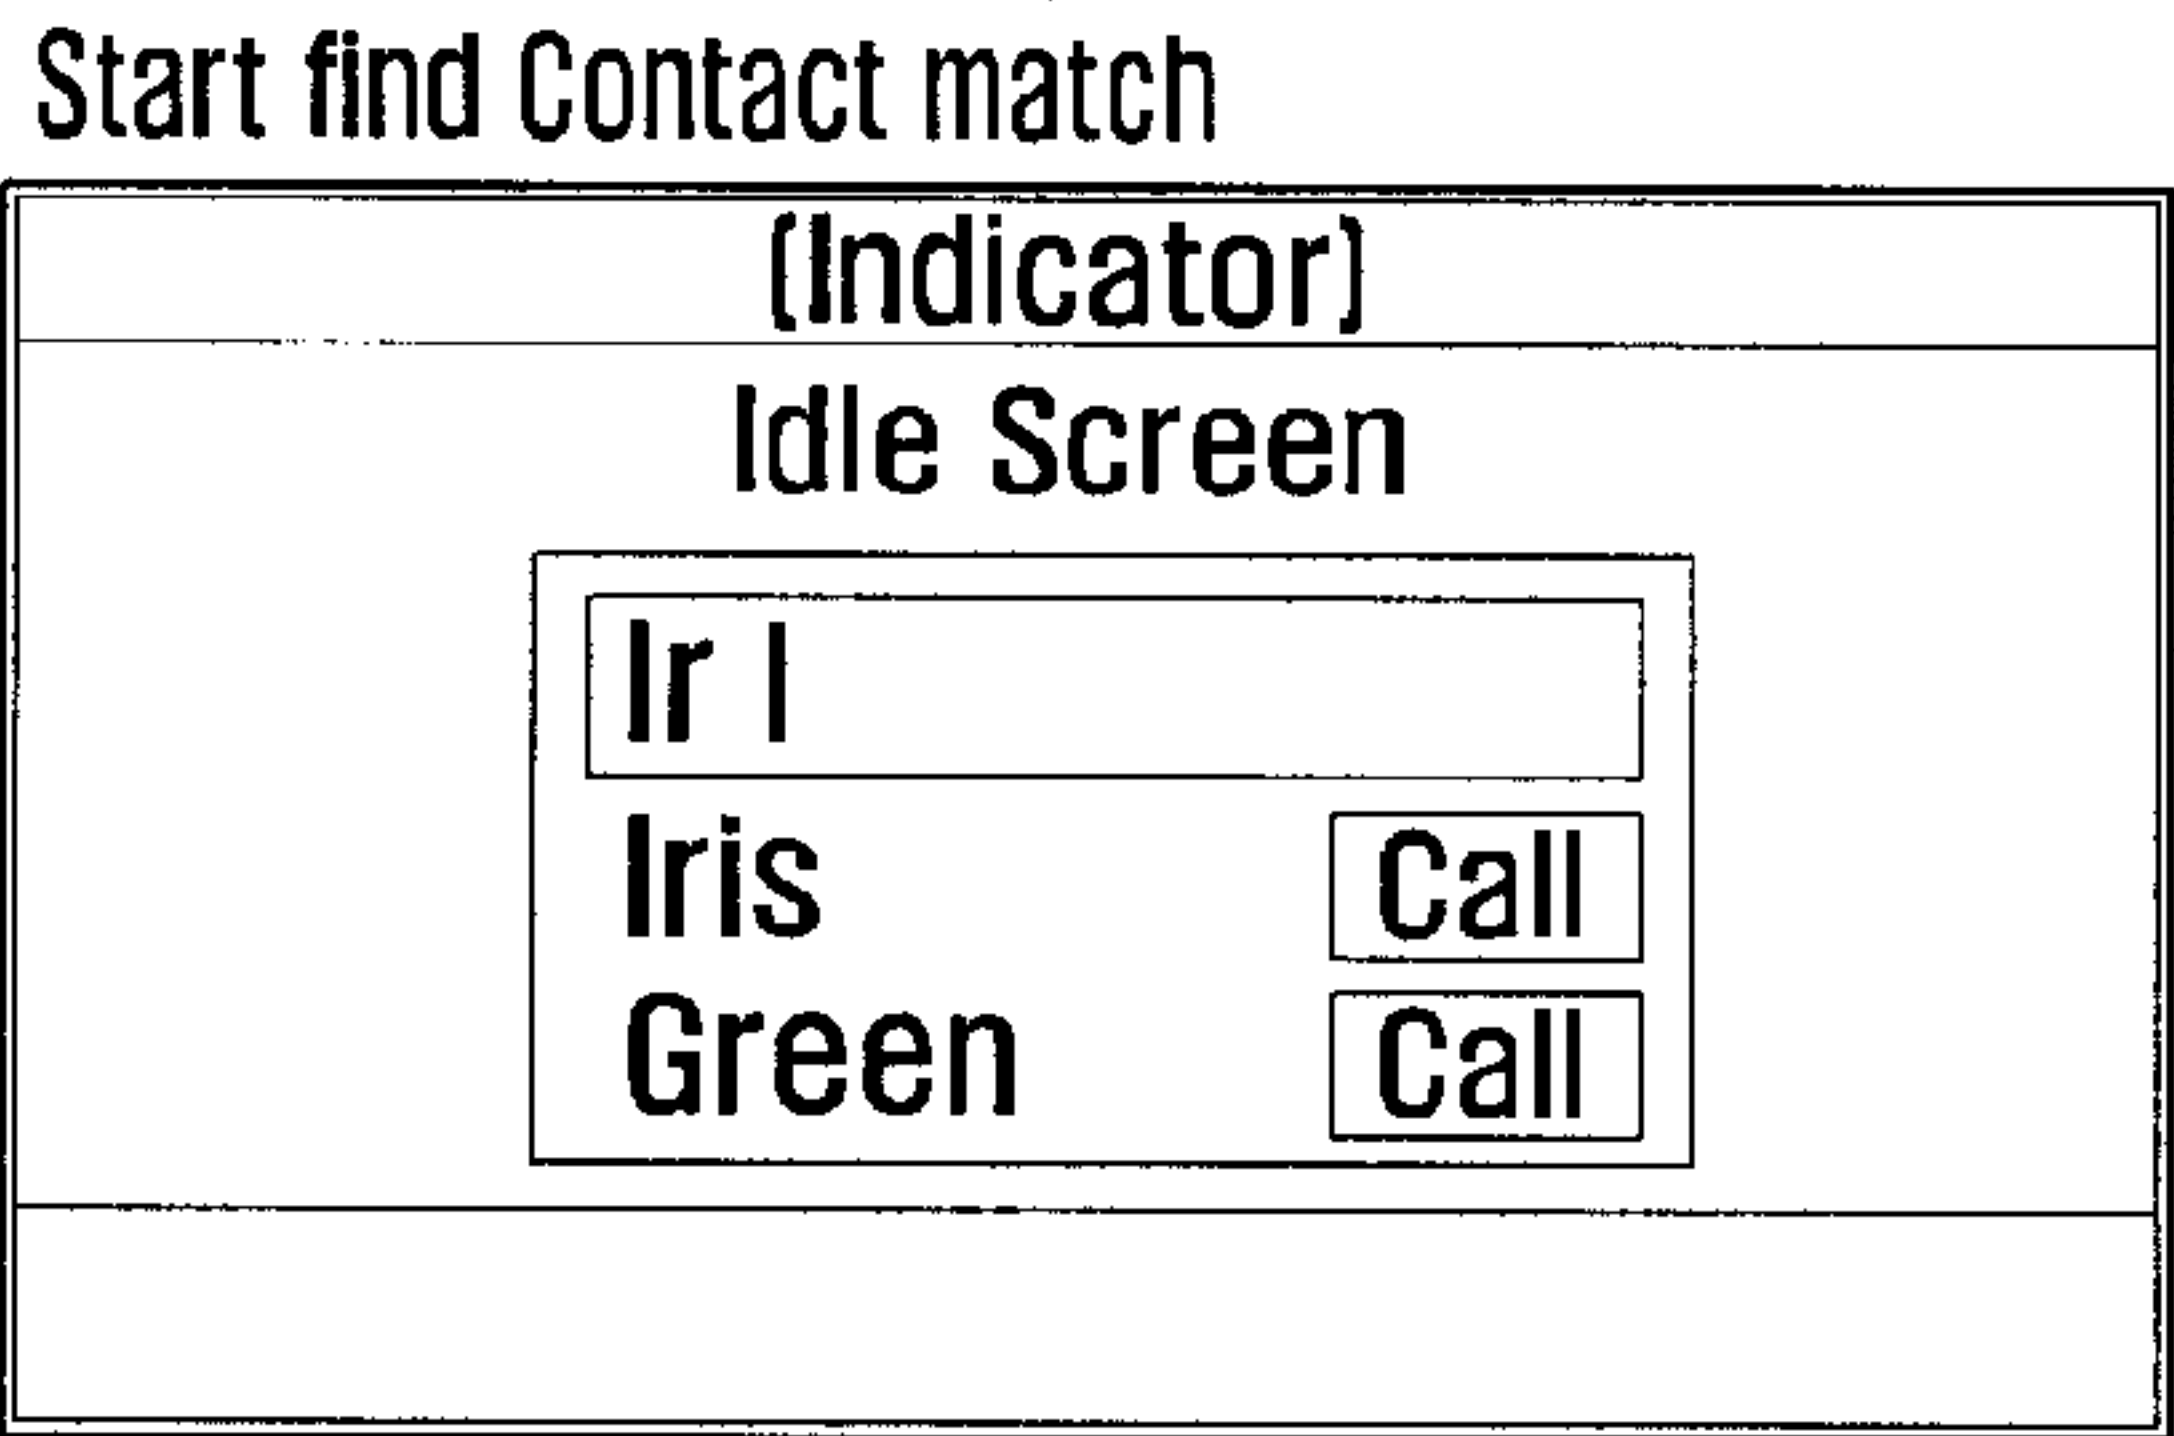 Start find Contact match
(Indicator)
Idle Screen
Ir |
Iris Call
Green Call